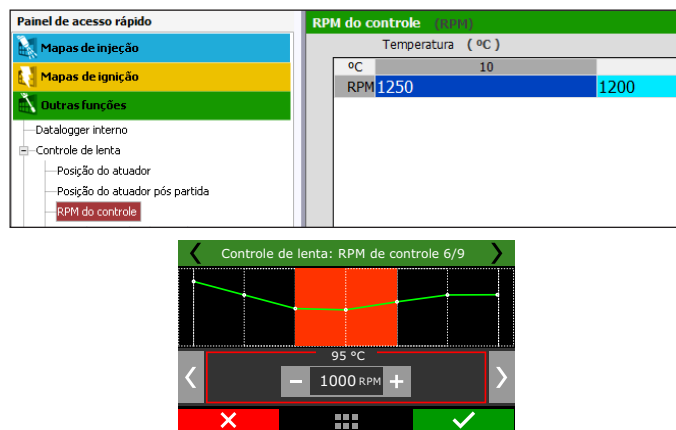 Painel de acesso rápido
Mapas de injeção
Mapas de ignição
Outras funções
Datalogger interno
Controle de lenta
Posição do atuador
Posição do atuador pós partida
RPM do controle
RPM do controle (RPM)
Temperatura ( ºC )
ºC 10
RPM 1250 1200
Controle de lenta: RPM de controle 6/9
95 °C
1000 RPM